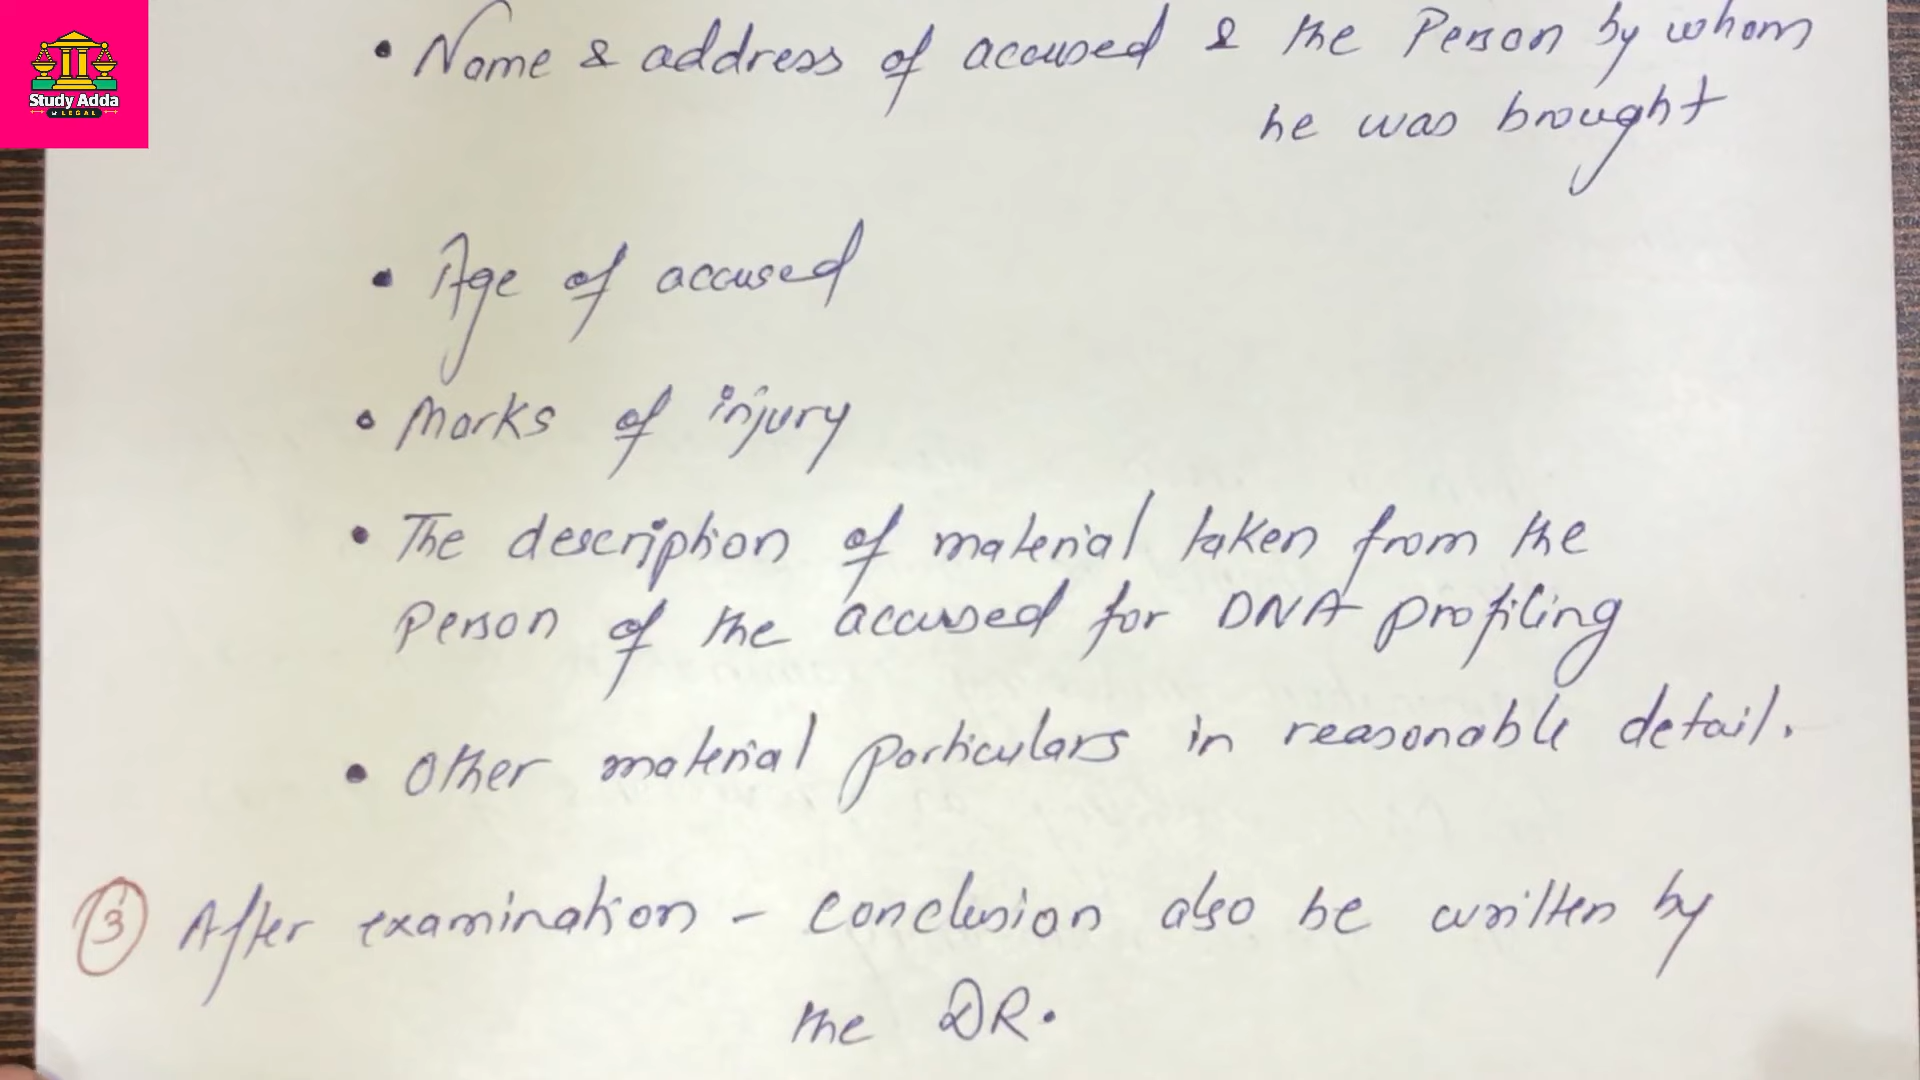 Study Adda
LEGAL
• Name & address of accused & the Person by whom
he was brought
• Age of accused
• Marks of injury
• The description of material taken from the
Person of the accused for DNA profiling
• Other material particulars in reasonable detail.
③ After examination - Conclusion also be written by
the DR.